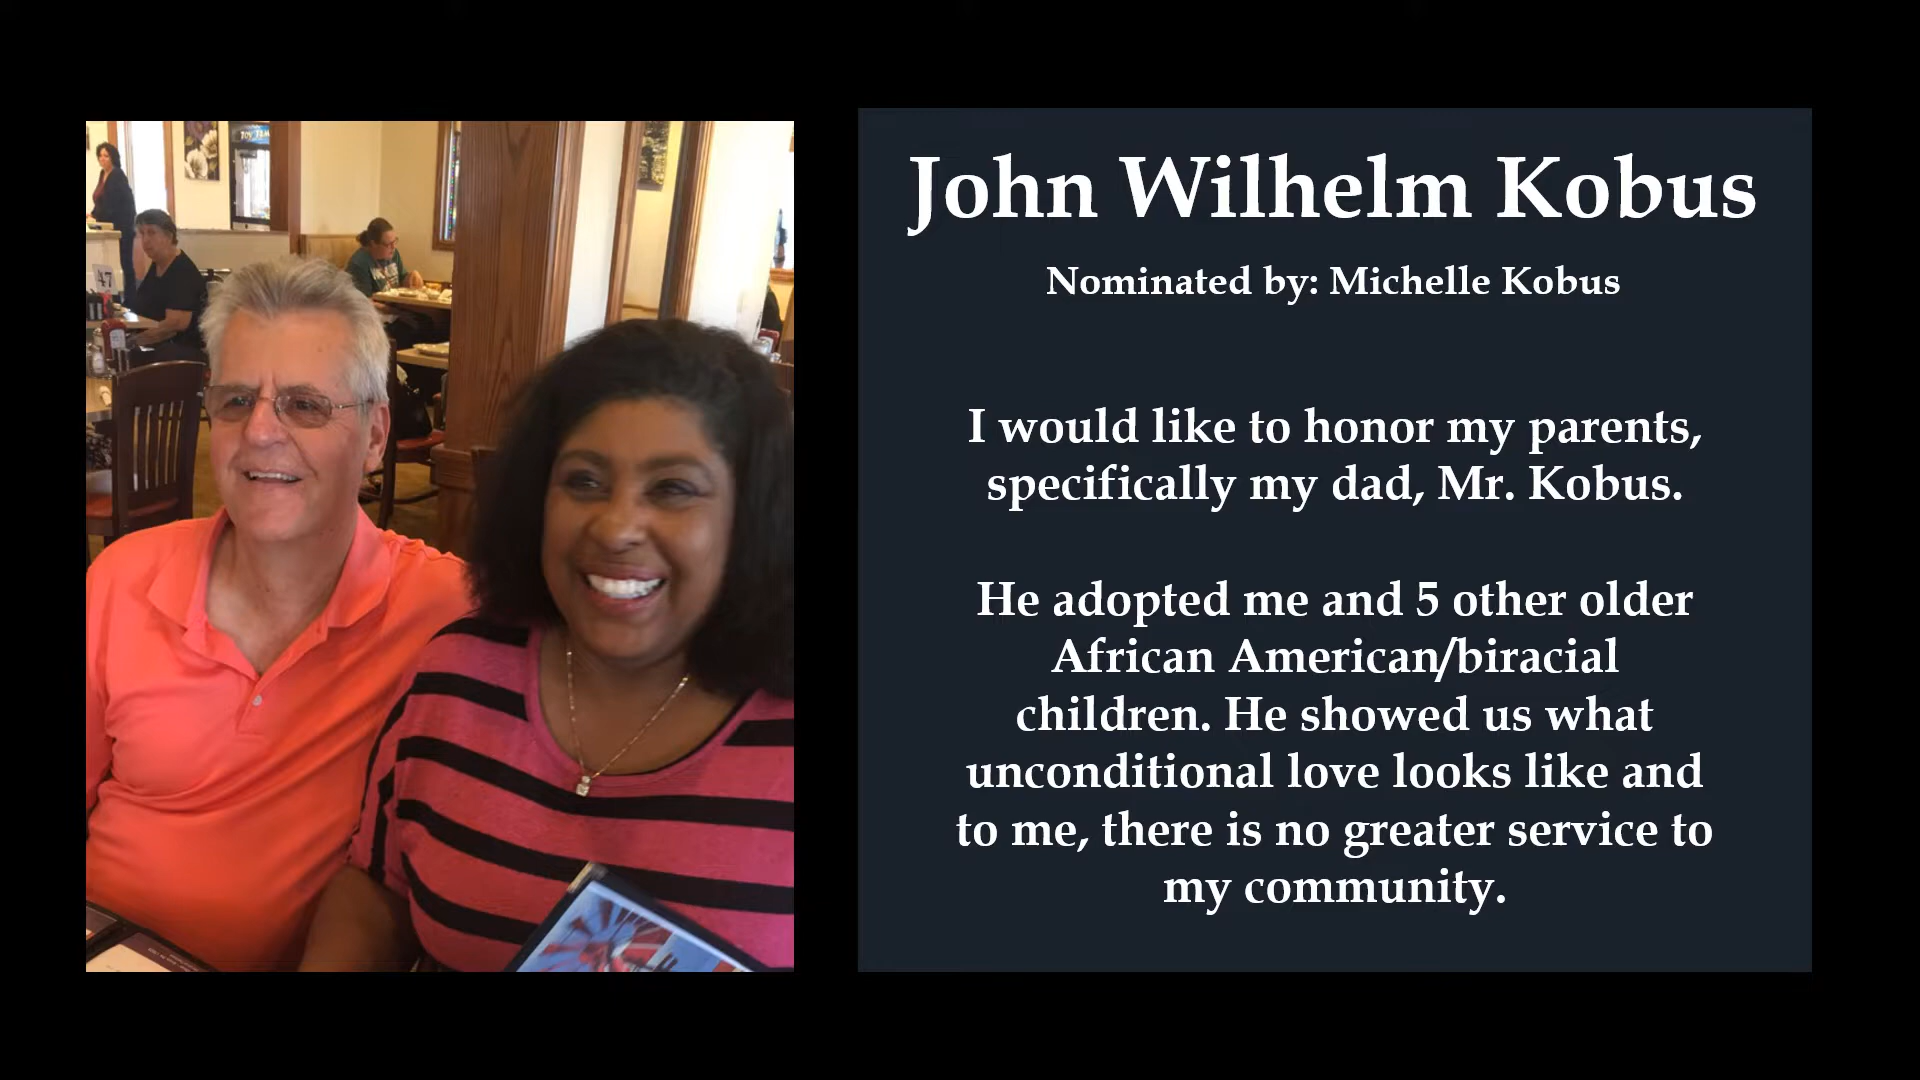 John Wilhelm Kobus
Nominated by: Michelle Kobus
I would like to honor my parents,
specifically my dad, Mr. Kobus.
He adopted me and 5 other older
African American/biracial
children. He showed us what
unconditional love looks like and
to me, there is no greater service to
my community.
47